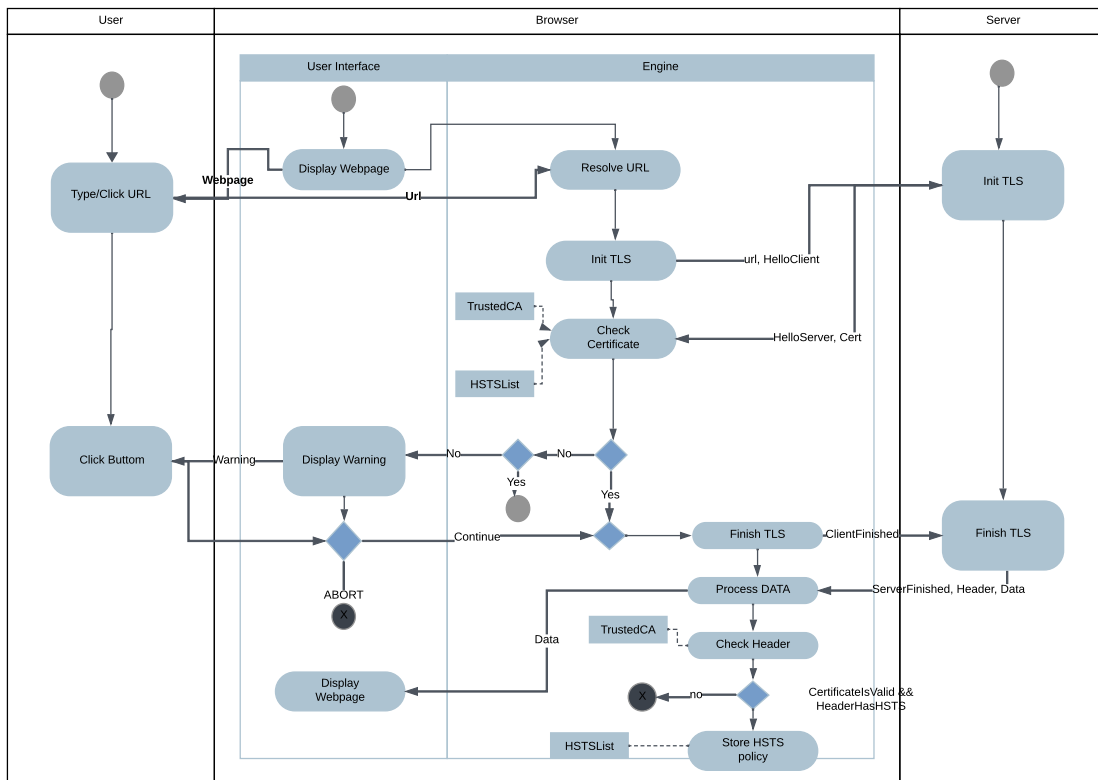 User
Browser
Server
User Interface
Engine
Display Webpage
Resolve URL
Type/Click URL
Webpage
Url
Init TLS
Init TLS
url, HelloClient
TrustedCA
Check
Certificate
HelloServer, Cert
HSTSList
Click Buttom
Warning
Display Warning
No
No
Yes
Yes
Continue
Finish TLS
ClientFinished
Finish TLS
ABORT
X
Process DATA
ServerFinished, Header, Data
TrustedCA
Check Header
Data
Display
Webpage
X
no
CertificateIsValid &&
HeaderHasHSTS
HSTSList
Store HSTS
policy